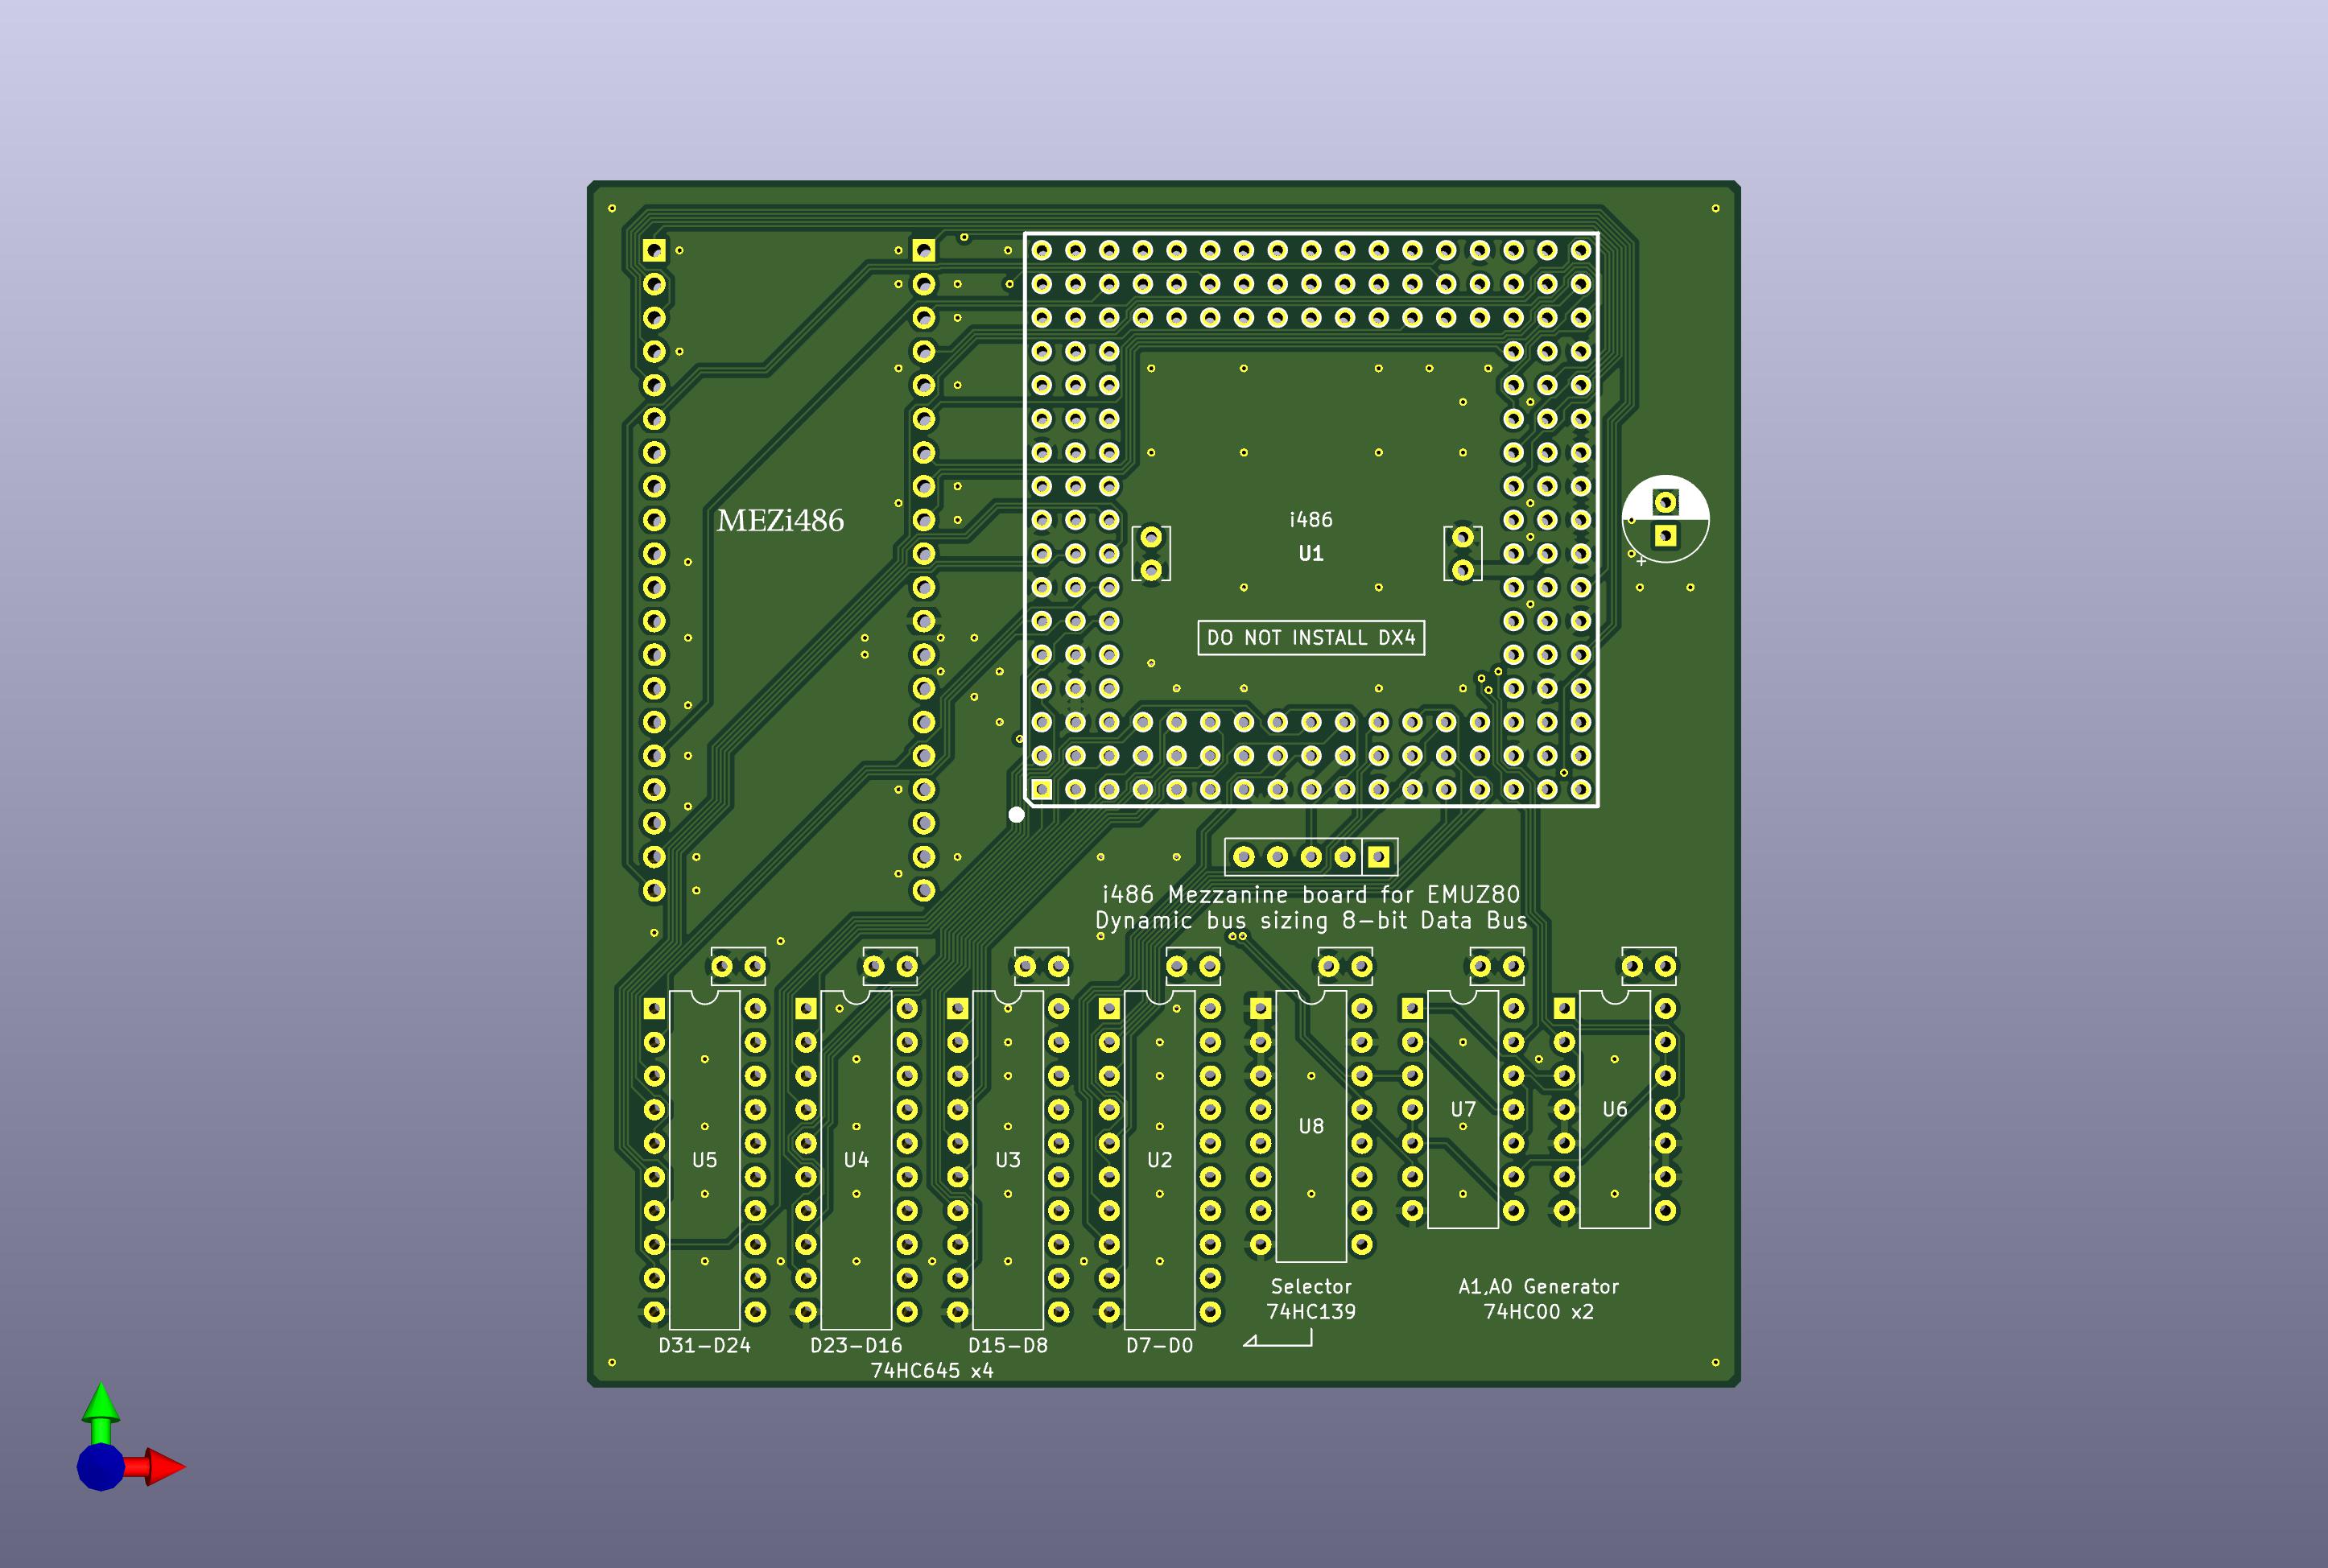 MEZi486
i486
U1
DO NOT INSTALL DX4
+
i486 Mezzanine board for EMUZ80
Dynamic bus sizing 8-bit Data Bus
U5
U4
U3
U2
U8
U7
U6
D31-D24
D23-D16
D15-D8
D7-D0
74HC645 x4
Selector
74HC139
A1,A0 Generator
74HC00 x2